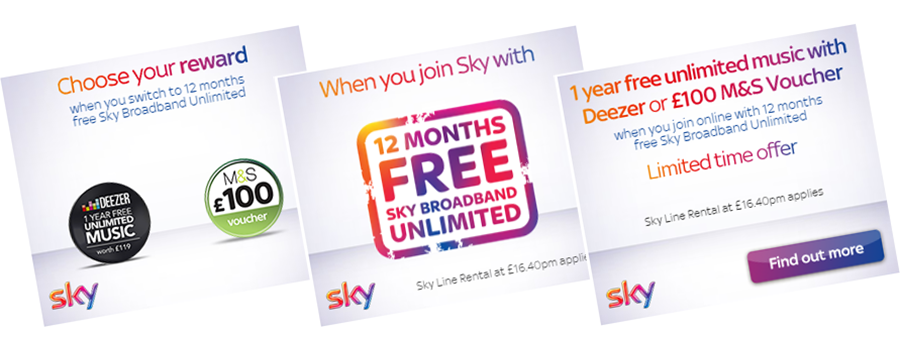 Choose your reward
when you switch to 12 months
free Sky Broadband Unlimited
DEEZER
1 YEAR FREE
UNLIMITED
MUSIC
worth £119
M&S
£100
voucher
sky
When you join Sky with
12 MONTHS
FREE
SKY BROADBAND
UNLIMITED
Sky Line Rental at £16.40pm applie
sky
1 year free unlimited music with
Deezer or £100 M&S Voucher
when you join online with 12 months
free Sky Broadband Unlimited
Limited time offer
Sky Line Rental at £16.40pm applies
Find out more
sky